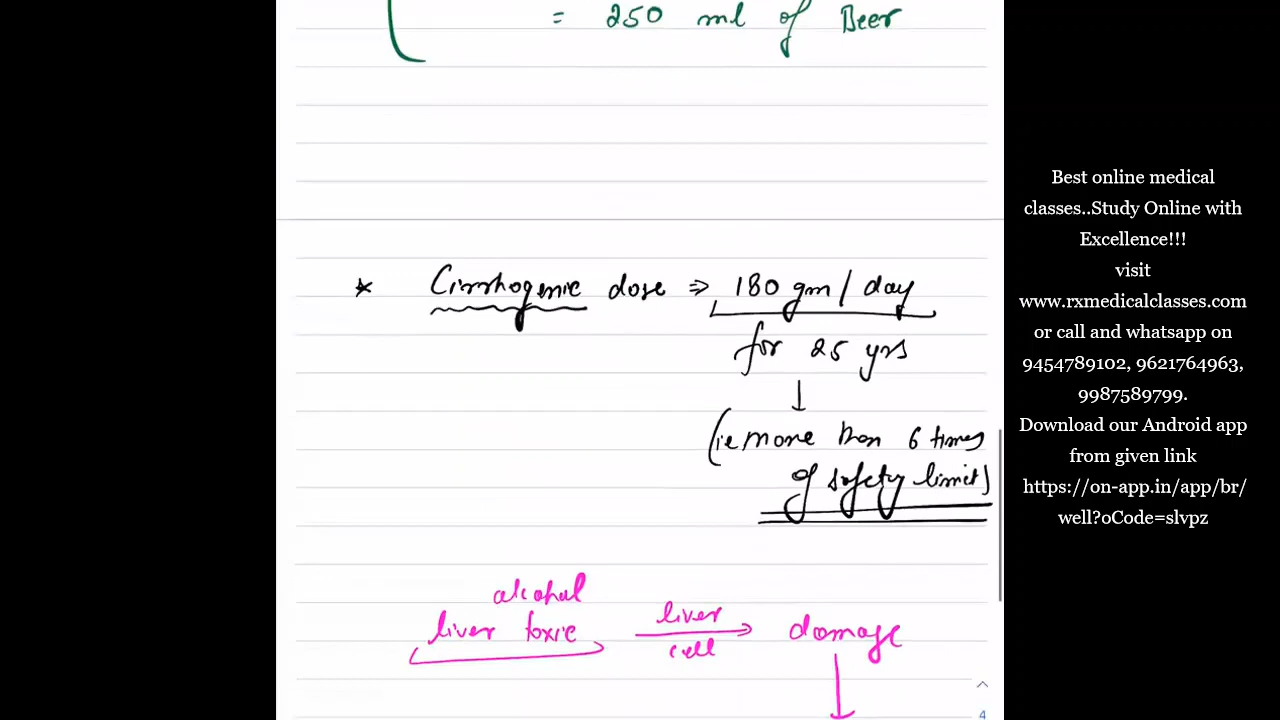 = 250 ml of Beer
* Cirrhogenic dose ⇒ 180 gm / day
for 25 yrs
↓
(i.e more than 6 times
of safety limit)
alcohal
liver toxic liver cell → damage
↓
4
Best online medical
classes..Study Online with
Excellence!!!
visit
www.rxmedicalclasses.com
or call and whatsapp on
9454789102, 9621764963,
9987589799.
Download our Android app
from given link
https://on-app.in/app/br/
well?oCode=slvpz